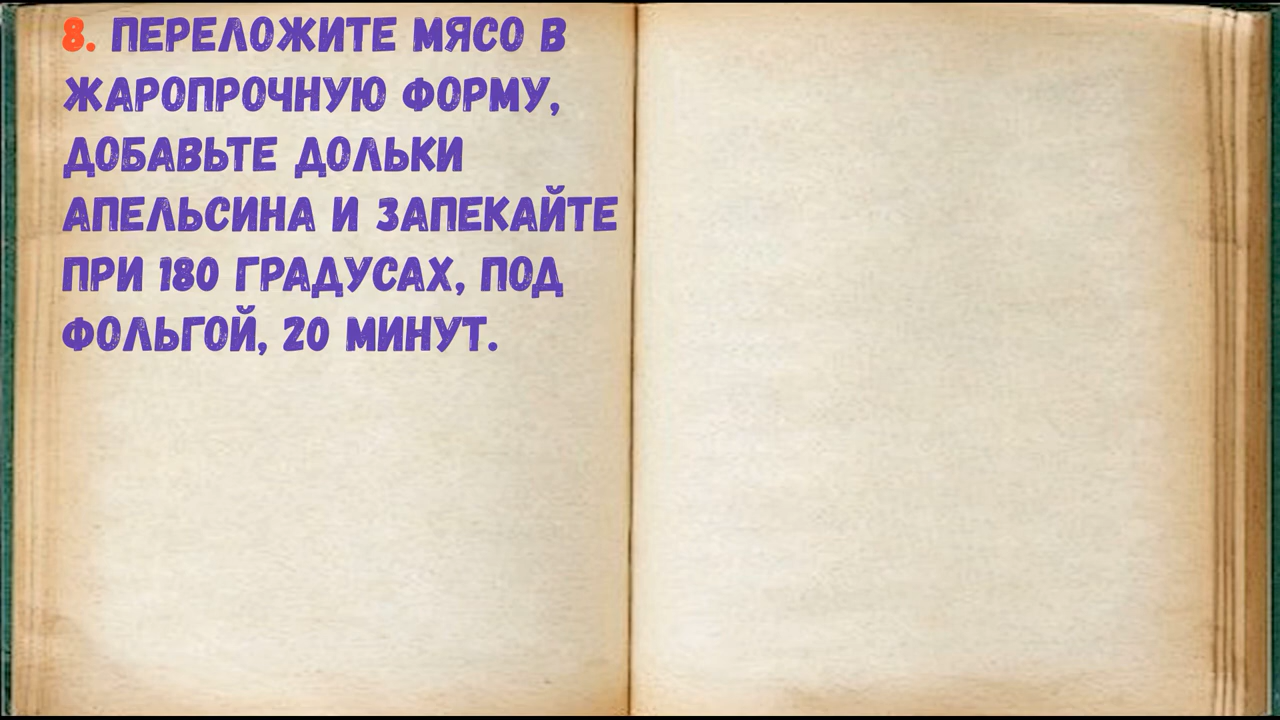 8. ПЕРЕЛОЖИТЕ МЯСО В
ЖАРОПРОЧНУЮ ФОРМУ,
ДОБАВЬТЕ ДОЛЬКИ
АПЕЛЬСИНА И ЗАПЕКАЙТЕ
ПРИ 180 ГРАДУСАХ, ПОД
ФОЛЬГОЙ, 20 МИНУТ.